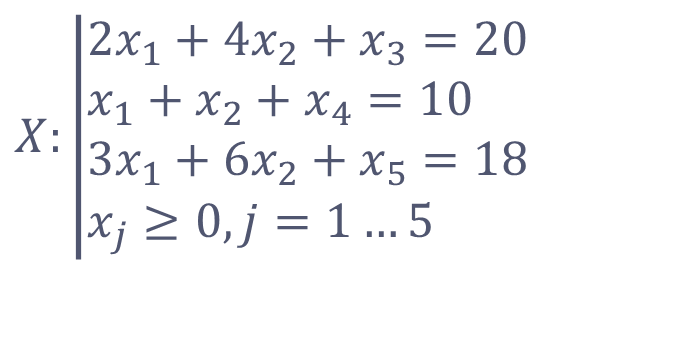 2x₁ + 4x₂ + x₃ = 20
x₁ + x₂ + x₄ = 10
X:
3x₁ + 6x₂ + x₅ = 18
xⱼ ≥ 0, j = 1 … 5